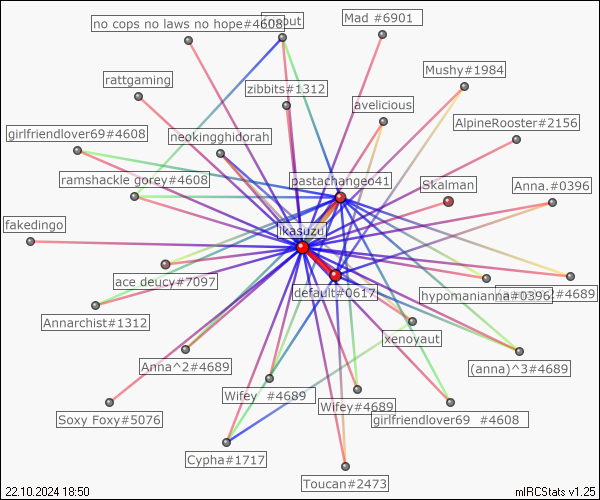 no cops no laws no hope#4608
Mad #6901
Mushy#1984
rattgaming
zibbits#1312
avelicious
AlpineRooster#2156
girlfriendlover69#4608
neokingghidorah
ramshackle gorey#4608
pastachangeo41
Skalman
Anna.#0396
fakedingo
ikasuzu
ace deucy#7097
default#0617
hypomanianna#0396
#4689
Annarchist#1312
xenoyaut
Anna^2#4689
(anna)^3#4689
Wifey #4689
Wifey#4689
Soxy Foxy#5076
girlfriendlover69 #4608
Cypha#1717
Toucan#2473
22.10.2024 18:50
mIRCStats v1.25